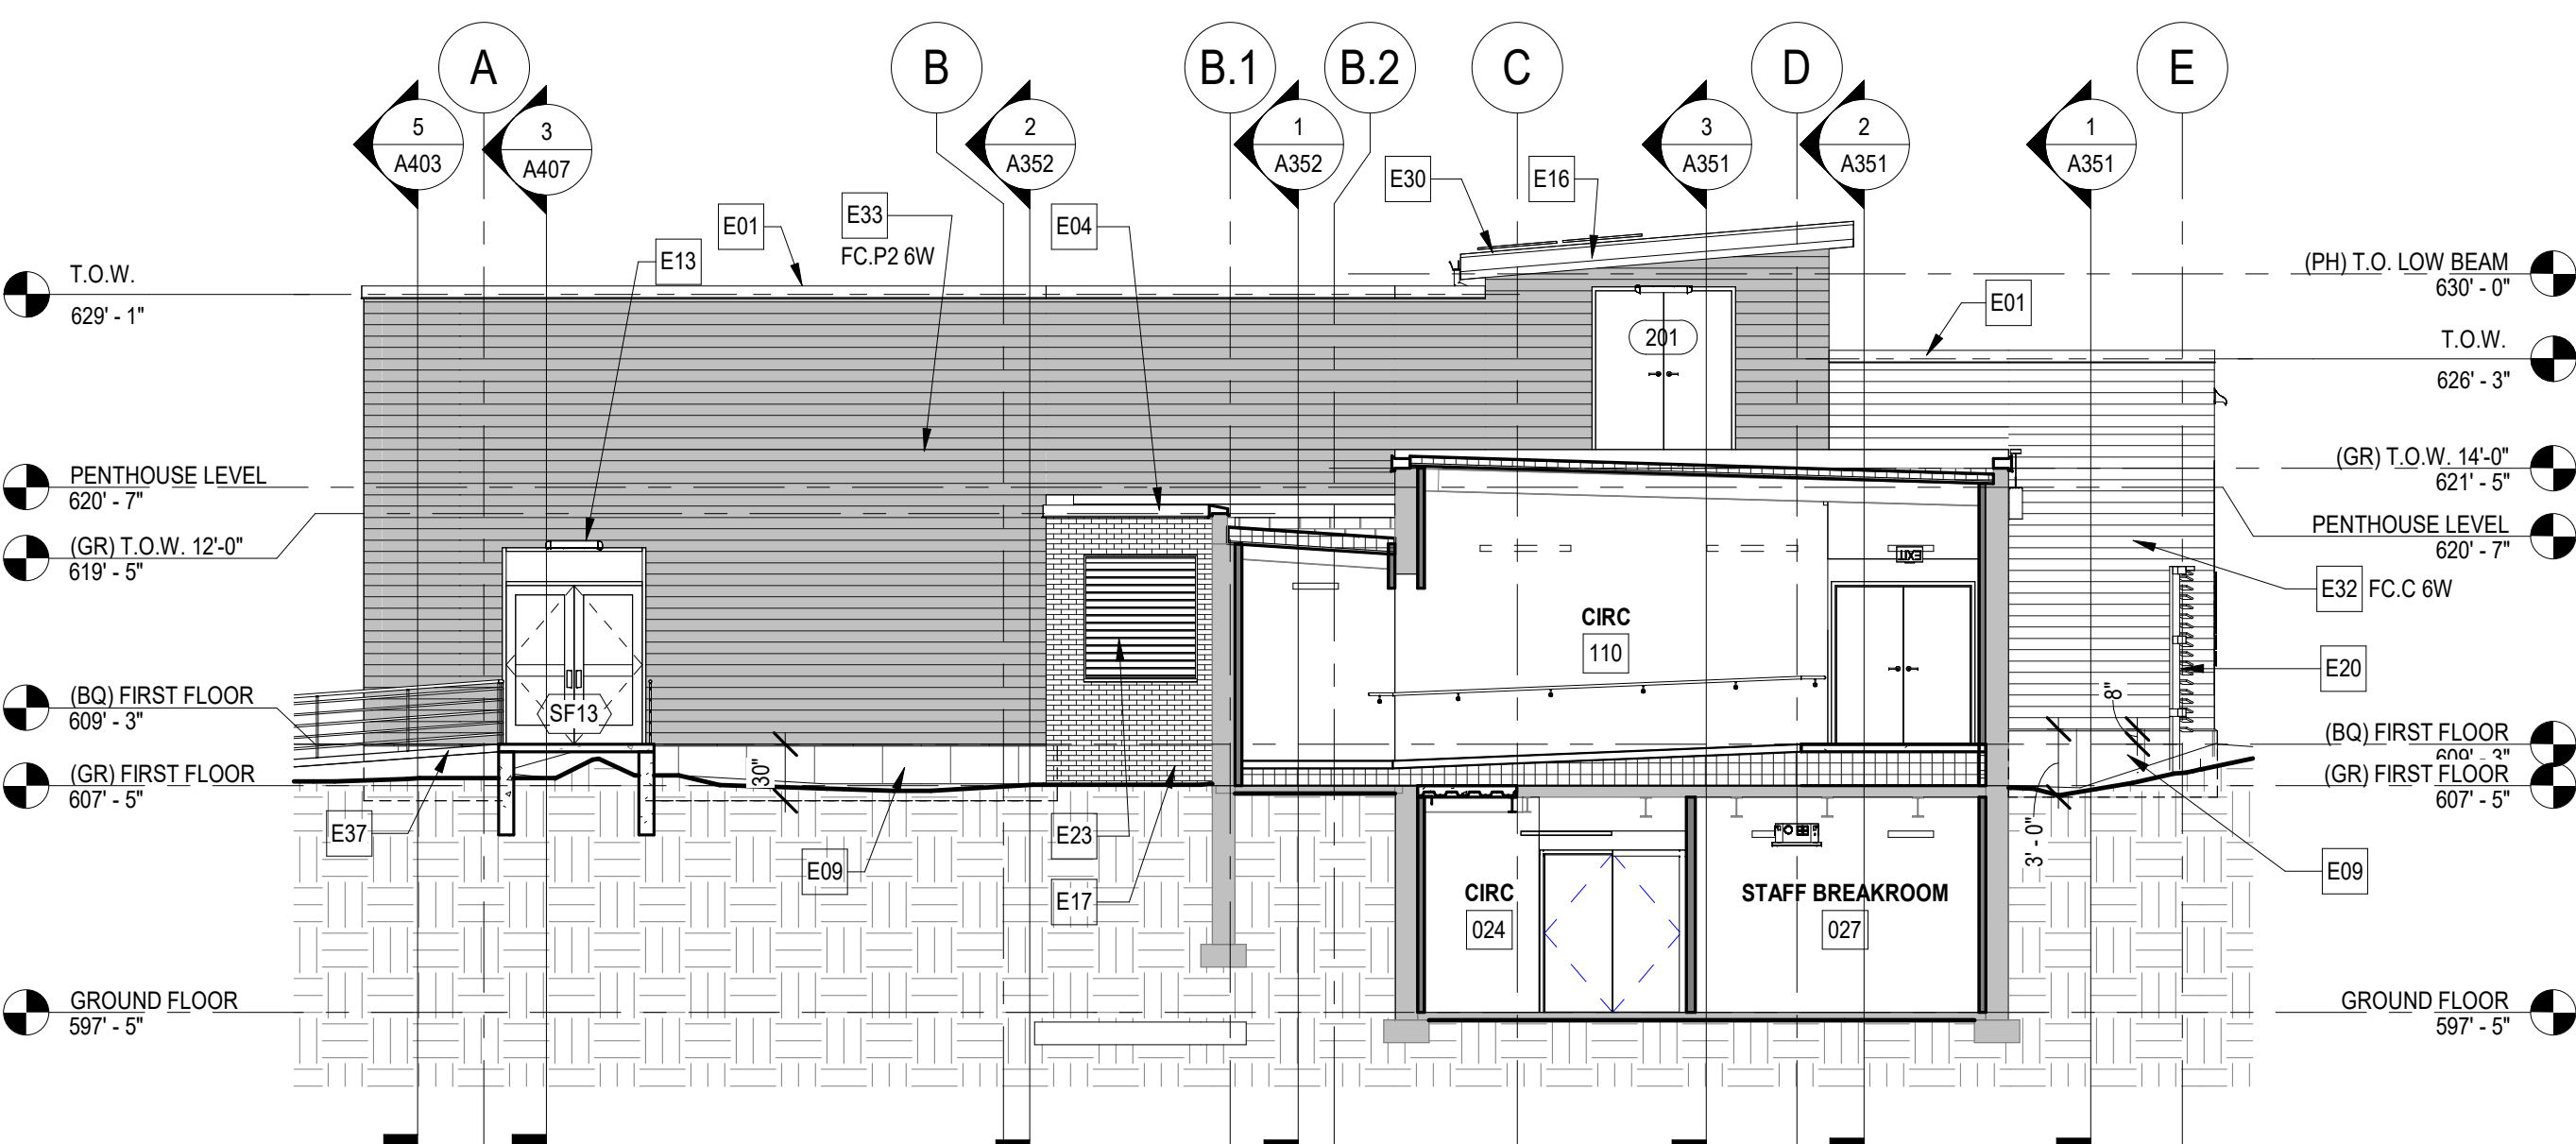 A
B
B.1
B.2
C
D
E
5
A403
3
A407
2
A352
1
A352
3
A351
2
A351
1
A351
E30
E16
E01
E33
FC.P2 6W
E04
E13
T.O.W.
629' - 1"
(PH) T.O. LOW BEAM
630' - 0"
E01
201
T.O.W.
626' - 3"
PENTHOUSE LEVEL
620' - 7"
(GR) T.O.W. 14'-0"
621' - 5"
(GR) T.O.W. 12'-0"
619' - 5"
PENTHOUSE LEVEL
620' - 7"
EXIT
E32 FC.C 6W
CIRC
110
E20
(BQ) FIRST FLOOR
609' - 3"
SF13
8"
(BQ) FIRST FLOOR
609' - 3"
(GR) FIRST FLOOR
607' - 5"
30"
(GR) FIRST FLOOR
607' - 5"
E37
E23
3' - 0"
E09
E17
E09
CIRC
024
STAFF BREAKROOM
027
GROUND FLOOR
597' - 5"
GROUND FLOOR
597' - 5"